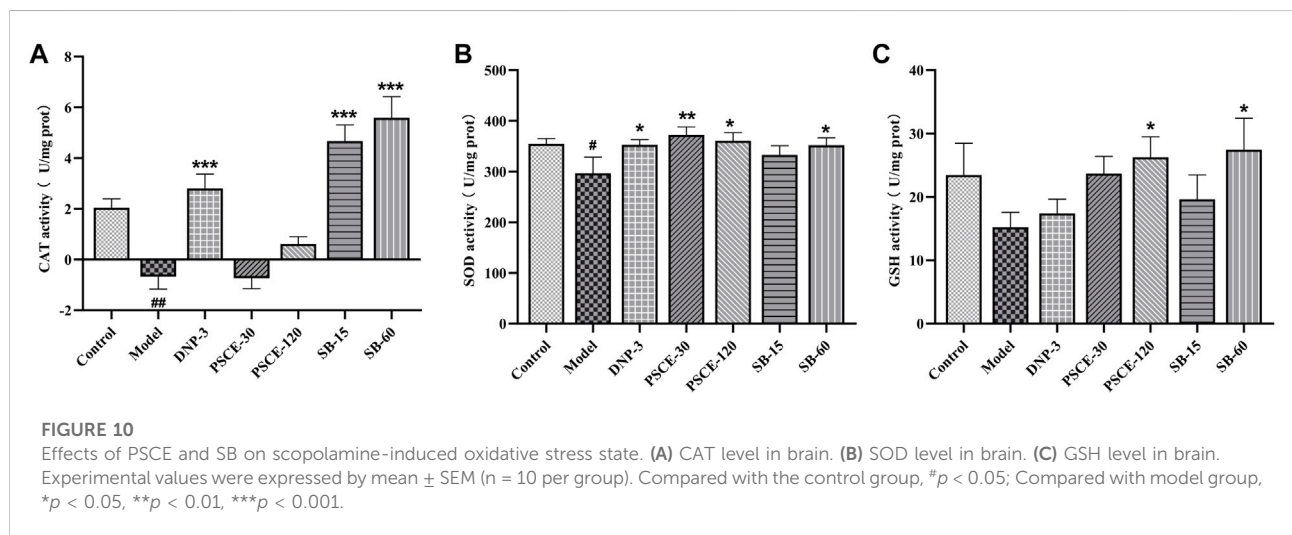 A
CAT activity ( U/mg prot)
8
6
4
2
0
-2
***
***
***
##
Control
Model
DNP-3
PSCE-30
PSCE-120
SB-15
SB-60
B
SOD activity ( U/mg prot)
500
400
300
200
100
0
#
*
**
*
*
Control
Model
DNP-3
PSCE-30
PSCE-120
SB-15
SB-60
C
GSH activity ( U/mg prot)
40
30
20
10
0
*
*
Control
Model
DNP-3
PSCE-30
PSCE-120
SB-15
SB-60
FIGURE 10
Effects of PSCE and SB on scopolamine-induced oxidative stress state. (A) CAT level in brain. (B) SOD level in brain. (C) GSH level in brain.
Experimental values were expressed by mean ± SEM (n = 10 per group). Compared with the control group, #p < 0.05; Compared with model group,
*p < 0.05, **p < 0.01, ***p < 0.001.